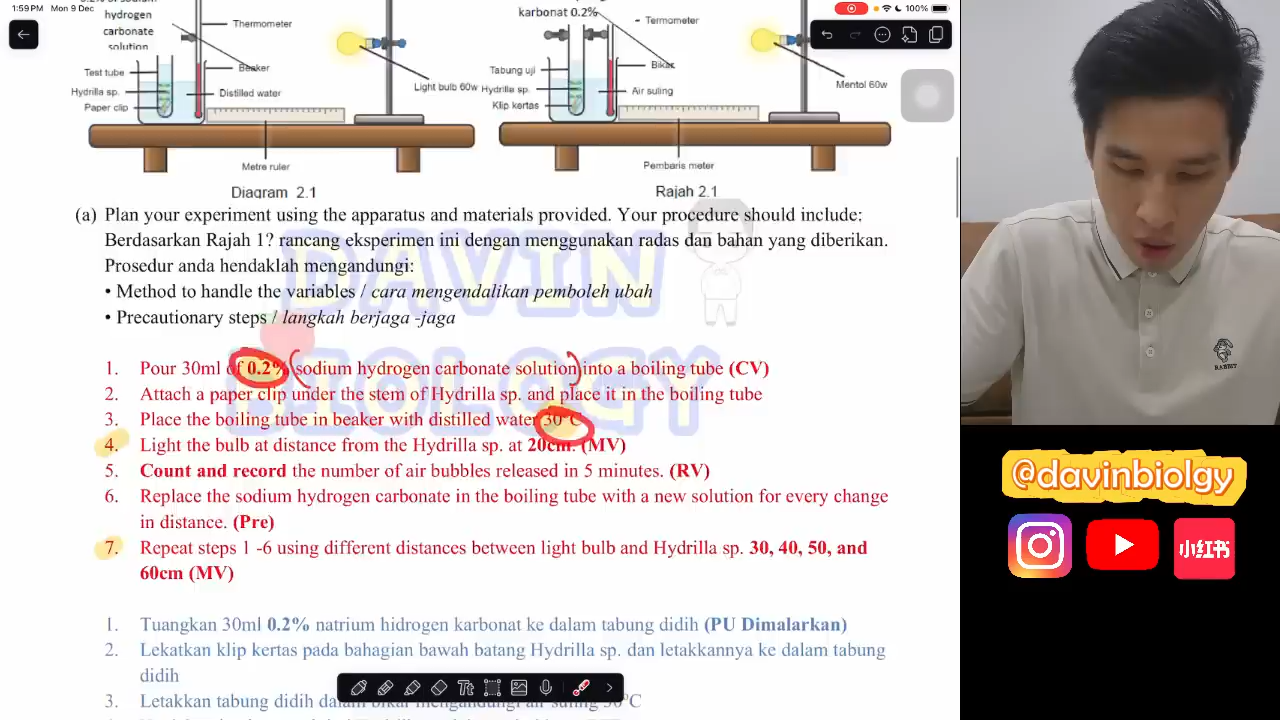 1:59 PM Mon 9 Dec
100%
hydrogen
carbonate
solution
Thermometer
Test tube
Beaker
Hydrilla sp.
Distilled water
Paper clip
Light bulb 60w
Metre ruler
Diagram 2.1
karbonat 0.2%
Termometer
Tabung uji
Bikar
Hydrilla sp.
Air suling
Klip kertas
Mentol 60w
Pembaris meter
Rajah 2.1
(a) Plan your experiment using the apparatus and materials provided. Your procedure should include:
Berdasarkan Rajah 1? rancang eksperimen ini dengan menggunakan radas dan bahan yang diberikan.
Prosedur anda hendaklah mengandungi:
• Method to handle the variables / cara mengendalikan pemboleh ubah
• Precautionary steps / langkah berjaga -jaga
DAVIN
BIOLOGY
1. Pour 30ml of 0.2% (sodium hydrogen carbonate solution) into a boiling tube (CV)
2. Attach a paper clip under the stem of Hydrilla sp. and place it in the boiling tube
3. Place the boiling tube in beaker with distilled water 30°C
4. Light the bulb at distance from the Hydrilla sp. at 20cm. (MV)
5. Count and record the number of air bubbles released in 5 minutes. (RV)
6. Replace the sodium hydrogen carbonate in the boiling tube with a new solution for every change
in distance. (Pre)
7. Repeat steps 1 -6 using different distances between light bulb and Hydrilla sp. 30, 40, 50, and
60cm (MV)
1. Tuangkan 30ml 0.2% natrium hidrogen karbonat ke dalam tabung didih (PU Dimalarkan)
2. Lekatkan klip kertas pada bahagian bawah batang Hydrilla sp. dan letakkannya ke dalam tabung
didih
3. Letakkan tabung didih dalam bikar mengandungi air suling 30°C
Tt
RABBIT
@davinbiolgy
小红书